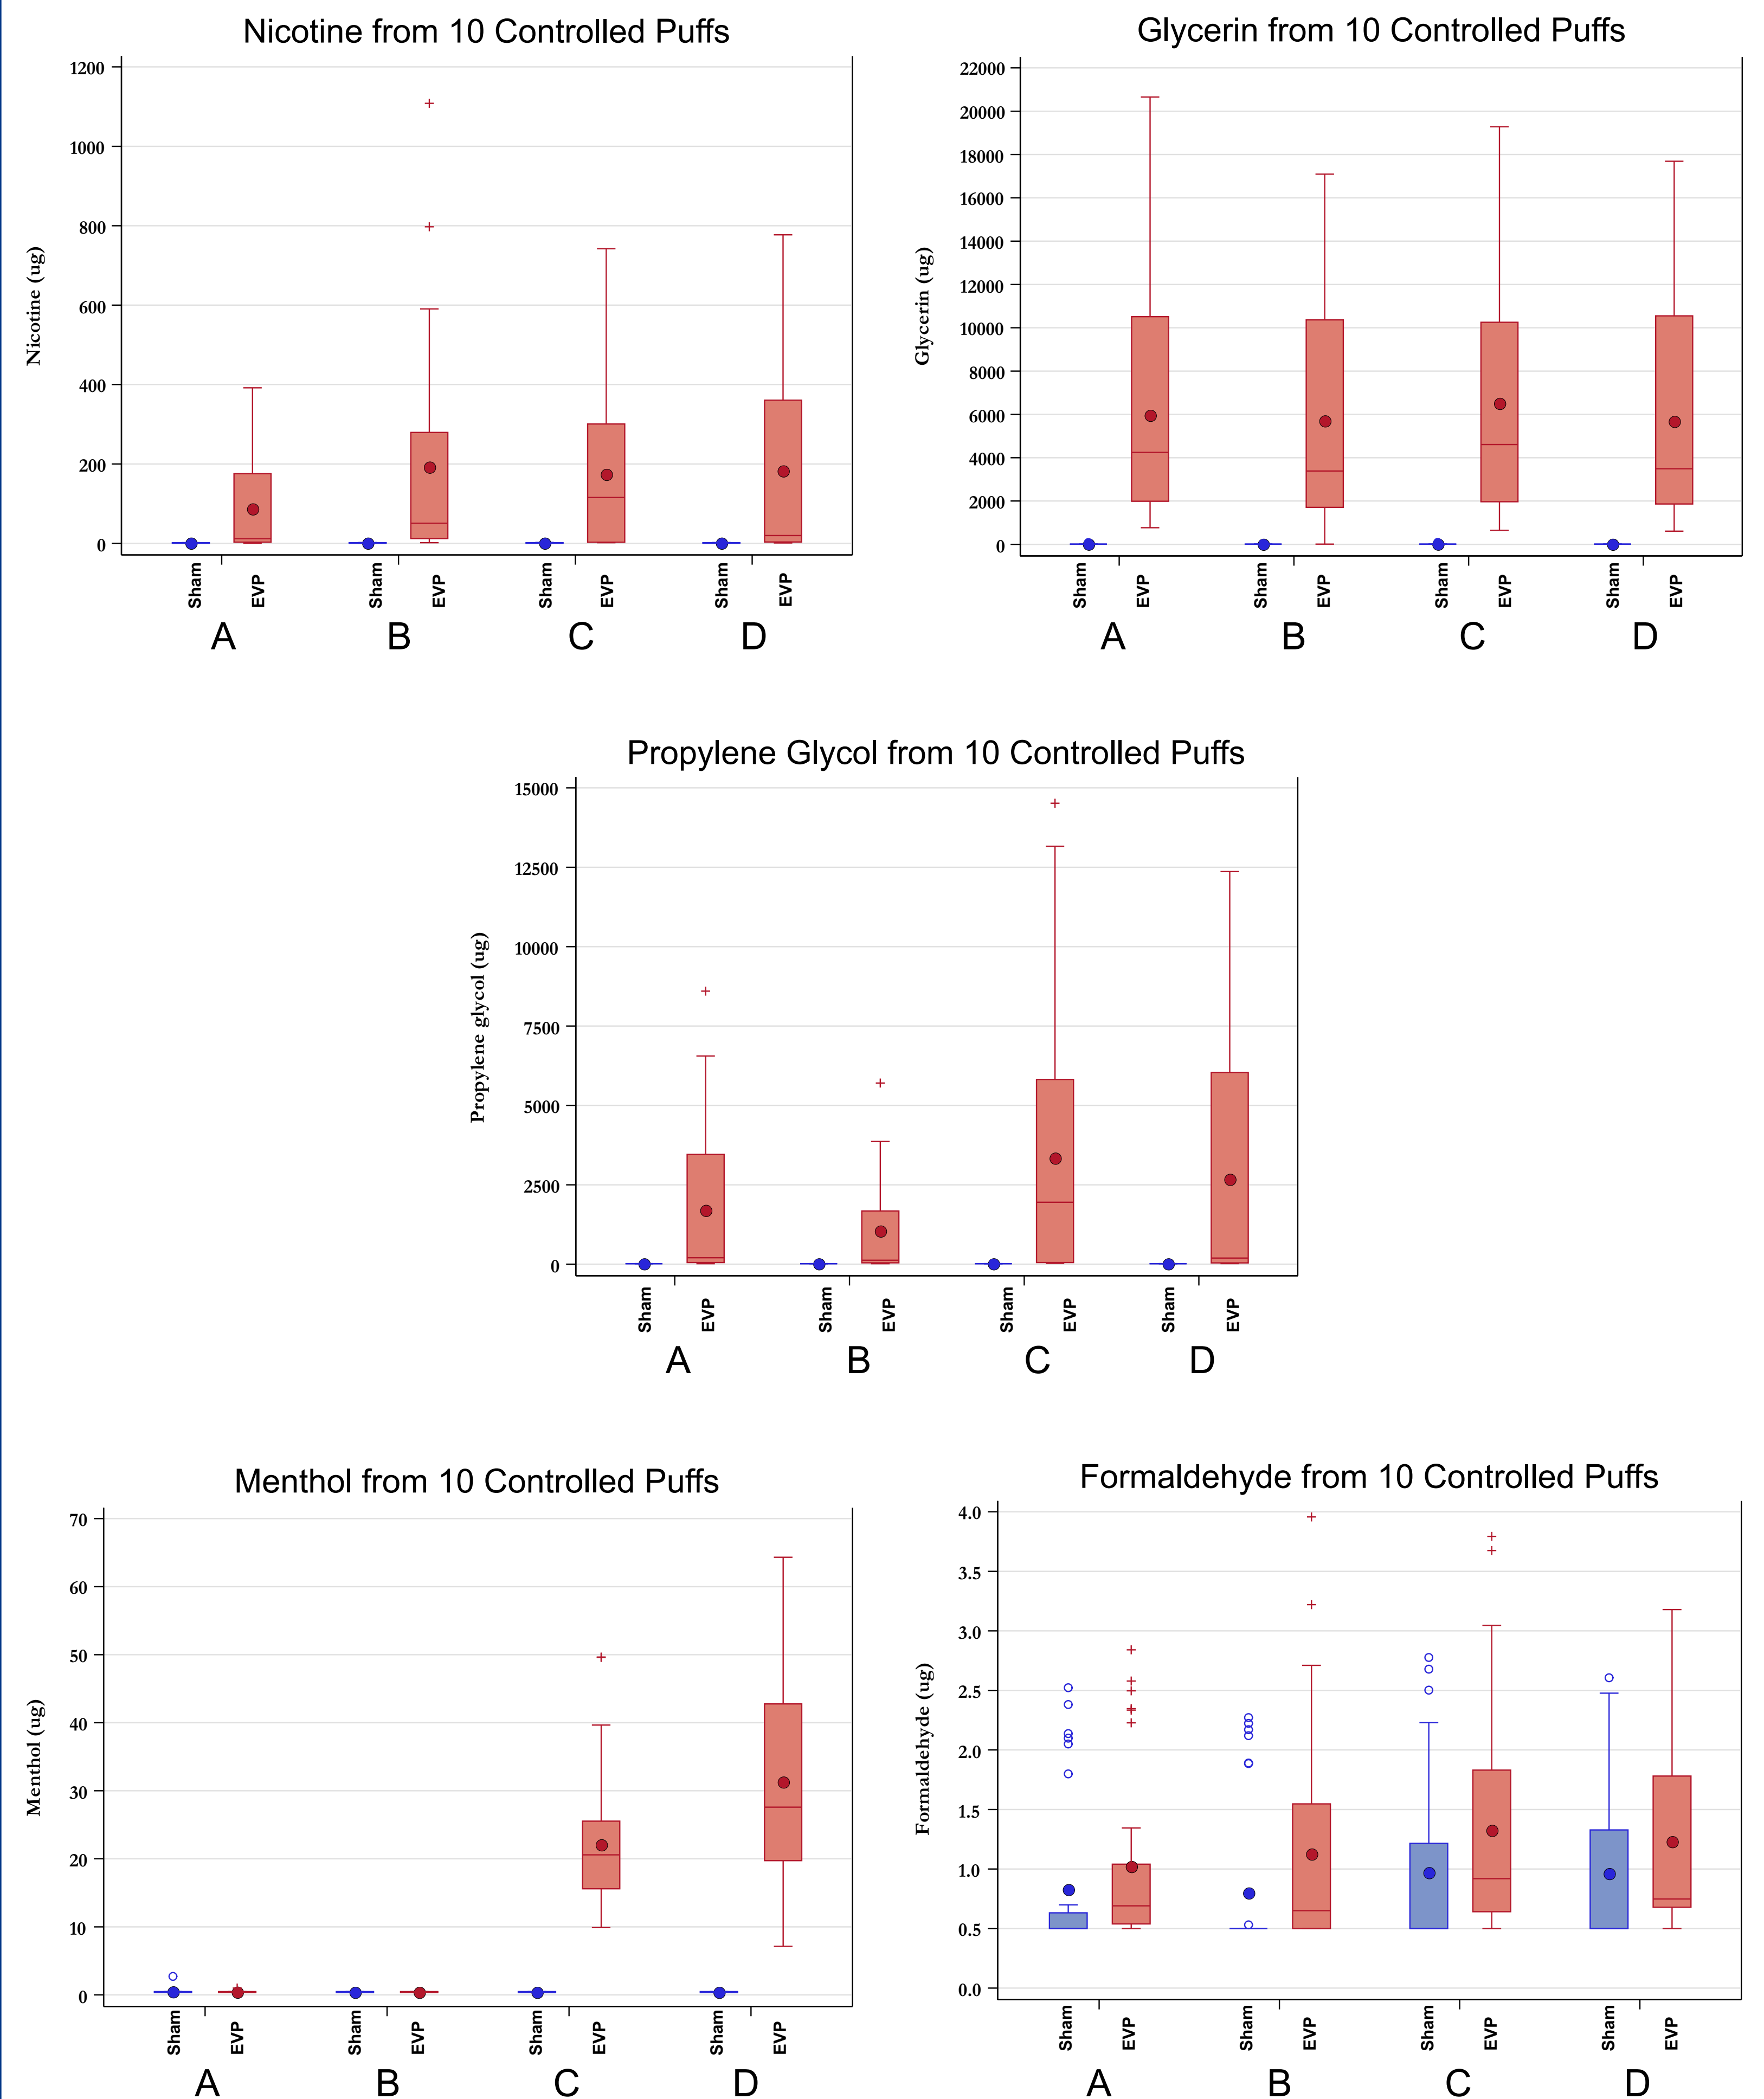 Nicotine from 10 Controlled Puffs
1200
1000
800
600
400
200
0
Nicotine (ug)
Sham EVP Sham EVP Sham EVP Sham EVP
A B C D
Glycerin from 10 Controlled Puffs
22000
20000
18000
16000
14000
12000
10000
8000
6000
4000
2000
0
Glycerin (ug)
Sham EVP Sham EVP Sham EVP Sham EVP
A B C D
Propylene Glycol from 10 Controlled Puffs
15000
12500
10000
7500
5000
2500
0
Propylene glycol (ug)
Sham EVP Sham EVP Sham EVP Sham EVP
A B C D
Menthol from 10 Controlled Puffs
70
60
50
40
30
20
10
0
Menthol (ug)
Sham EVP Sham EVP Sham EVP Sham EVP
A B C D
Formaldehyde from 10 Controlled Puffs
4.0
3.5
3.0
2.5
2.0
1.5
1.0
0.5
0.0
Formaldehyde (ug)
Sham EVP Sham EVP Sham EVP Sham EVP
A B C D